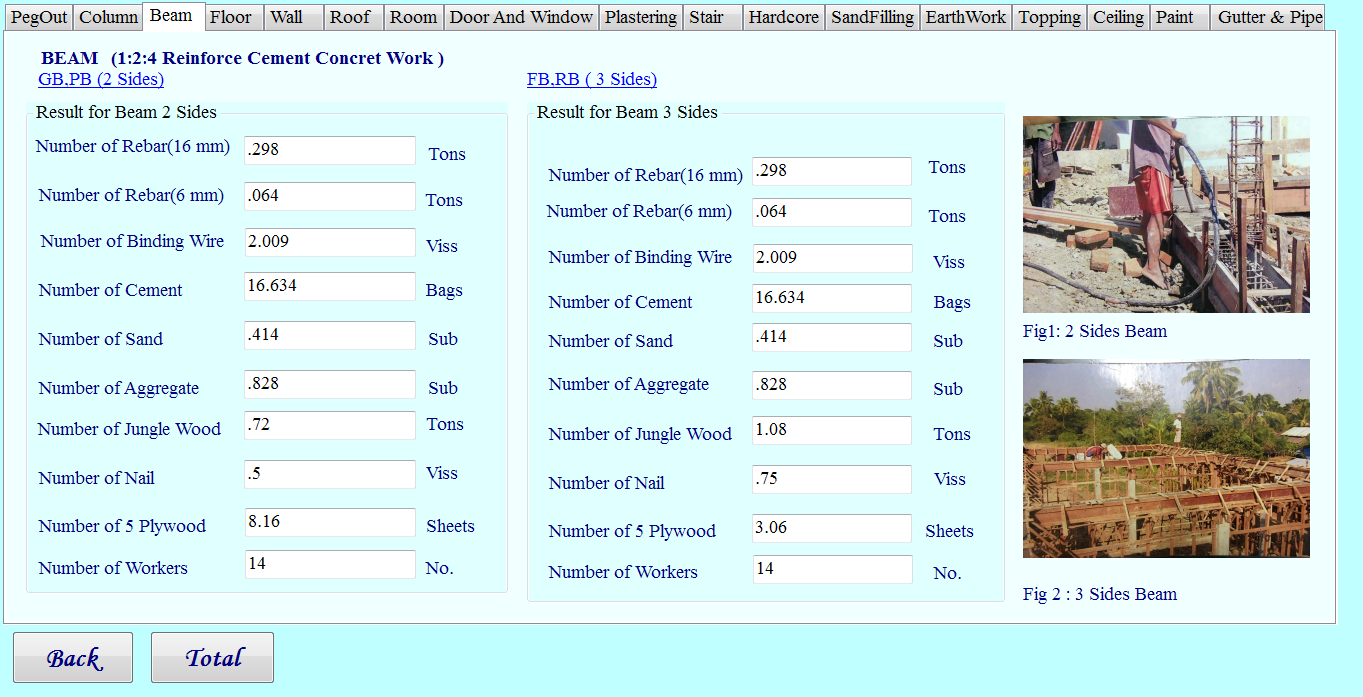 PegOut Column Beam Floor Wall Roof Room Door And Window Plastering Stair Hardcore SandFilling EarthWork Topping Ceiling Paint Gutter & Pipe
BEAM (1:2:4 Reinforce Cement Concret Work )
GB,PB (2 Sides)
Result for Beam 2 Sides
Number of Rebar(16 mm) .298 Tons
Number of Rebar(6 mm) .064 Tons
Number of Binding Wire 2.009 Viss
Number of Cement 16.634 Bags
Number of Sand .414 Sub
Number of Aggregate .828 Sub
Number of Jungle Wood .72 Tons
Number of Nail .5 Viss
Number of 5 Plywood 8.16 Sheets
Number of Workers 14 No.
FB,RB ( 3 Sides)
Result for Beam 3 Sides
Number of Rebar(16 mm) .298 Tons
Number of Rebar(6 mm) .064 Tons
Number of Binding Wire 2.009 Viss
Number of Cement 16.634 Bags
Number of Sand .414 Sub
Number of Aggregate .828 Sub
Number of Jungle Wood 1.08 Tons
Number of Nail .75 Viss
Number of 5 Plywood 3.06 Sheets
Number of Workers 14 No.
Fig1: 2 Sides Beam
Fig 2 : 3 Sides Beam
Back Total